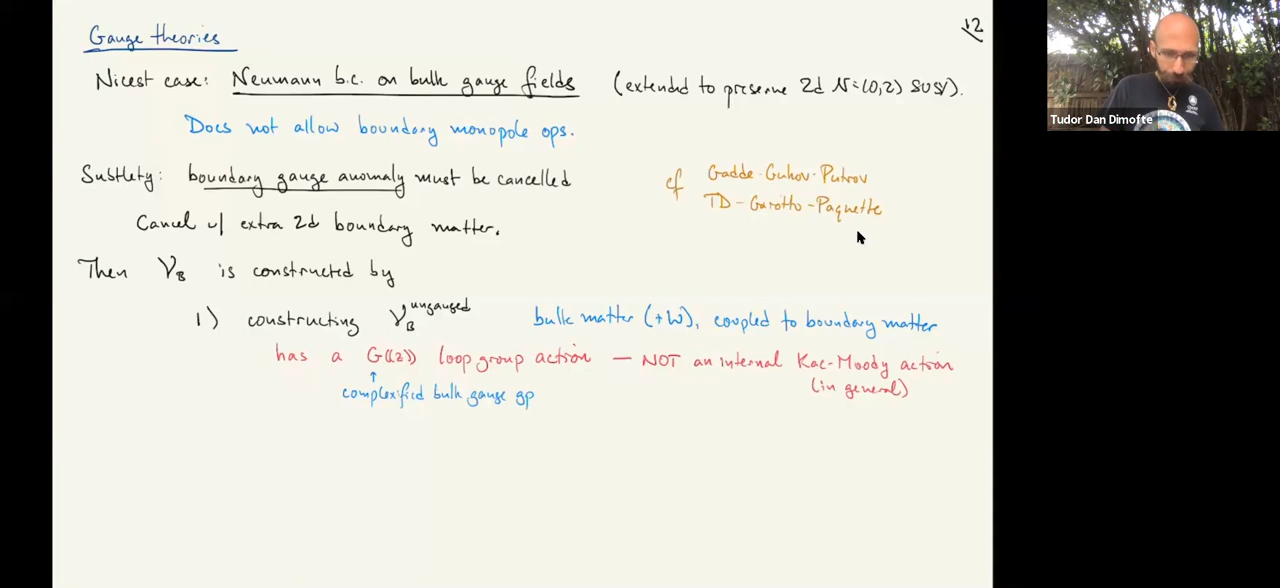 12
Gauge theories
Nicest case: Neumann b.c. on bulk gauge fields (extended to preserve 2d N=(0,2) SUSY).
Does not allow boundary monopole ops.
Subtlety: boundary gauge anomaly must be cancelled
cf Gadde-Gukov-Putrov
TD-Gaiotto-Paquette
Cancel w/ extra 2d boundary matter.
Then V_B is constructed by
1) constructing V_B^ungauged bulk matter (+W), coupled to boundary matter
has a G((z)) loop group action — NOT an internal Kac-Moody action
(in general)
↑
complexified bulk gauge gp
Tudor Dan Dimofte